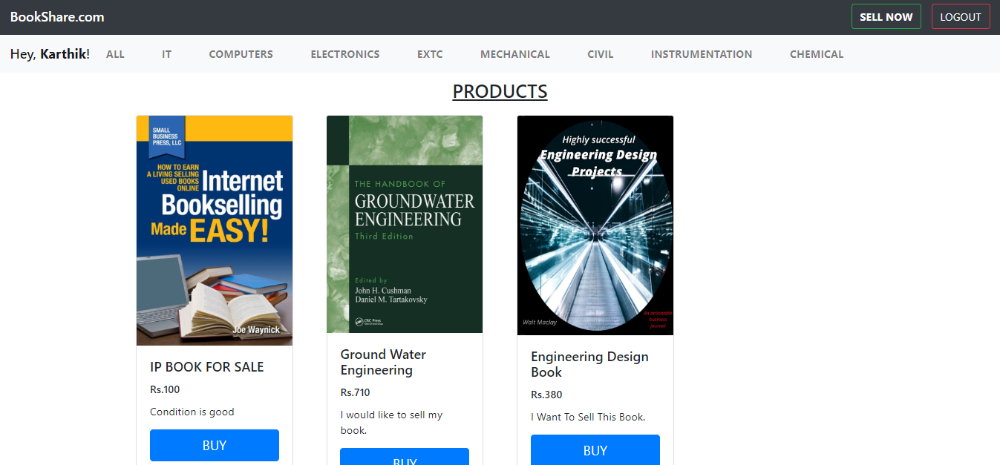 BookShare.com
SELL NOW
LOGOUT
Hey, Karthik!
ALL
IT
COMPUTERS
ELECTRONICS
EXTC
MECHANICAL
CIVIL
INSTRUMENTATION
CHEMICAL
PRODUCTS
SMALL
BUSINESS
PRESS, LLC
HOW TO EARN
A LIVING SELLING
USED BOOKS
ONLINE
Internet
Bookselling
Made EASY!
Joe Waynick
IP BOOK FOR SALE
Rs.100
Condition is good
BUY
THE HANDBOOK OF
GROUNDWATER
ENGINEERING
Third Edition
Edited by
John H. Cushman
Daniel M. Tartakovsky
CRC Press
Ground Water
Engineering
Rs.710
I would like to sell my
book.
BUY
Highly successful
Engineering Design
Projects
Walt Maclay
An actionable
business
journal
Engineering Design
Book
Rs.380
I Want To Sell This Book.
BUY